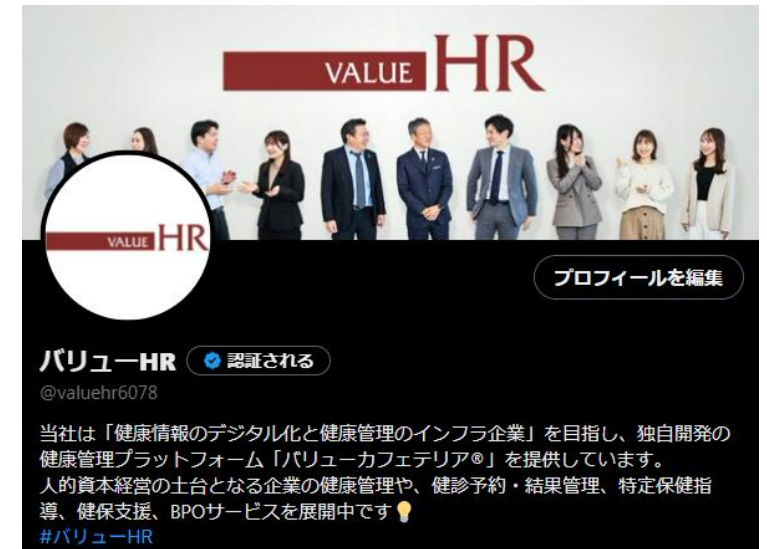 VALUE HR
VALUE HR
プロフィールを編集
バリューHR 認証される
@valuehr6078
当社は「健康情報のデジタル化と健康管理のインフラ企業」を目指し、独自開発の
健康管理プラットフォーム「バリューカフェテリア®」を提供しています。
人的資本経営の土台となる企業の健康管理や、健診予約・結果管理、特定保健指
導、健保支援、BPOサービスを展開中です💡
#バリューHR